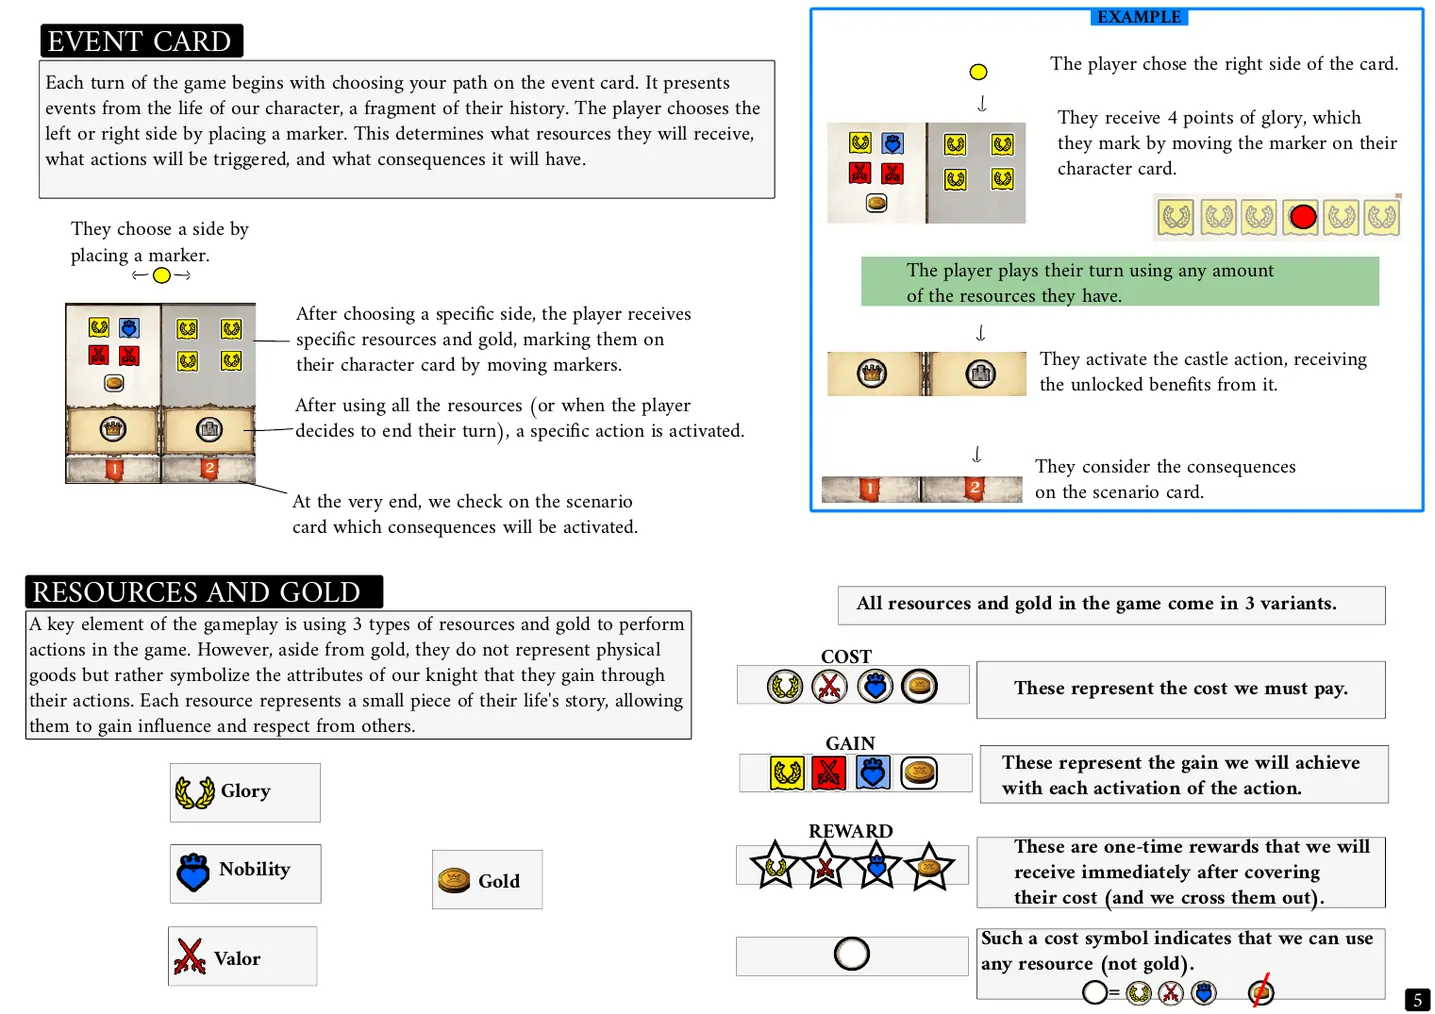 EVENT CARD
Each turn of the game begins with choosing your path on the event card. It presents
events from the life of our character, a fragment of their history. The player chooses the
left or right side by placing a marker. This determines what resources they will receive,
what actions will be triggered, and what consequences it will have.
They choose a side by
placing a marker.
After choosing a specific side, the player receives
specific resources and gold, marking them on
their character card by moving markers.
After using all the resources (or when the player
decides to end their turn), a specific action is activated.
1
2
At the very end, we check on the scenario
card which consequences will be activated.
EXAMPLE
The player chose the right side of the card.
They receive 4 points of glory, which
they mark by moving the marker on their
character card.
The player plays their turn using any amount
of the resources they have.
They activate the castle action, receiving
the unlocked benefits from it.
They consider the consequences
on the scenario card.
1
2
RESOURCES AND GOLD
A key element of the gameplay is using 3 types of resources and gold to perform
actions in the game. However, aside from gold, they do not represent physical
goods but rather symbolize the attributes of our knight that they gain through
their actions. Each resource represents a small piece of their life's story, allowing
them to gain influence and respect from others.
Glory
Nobility
Valor
Gold
All resources and gold in the game come in 3 variants.
COST
These represent the cost we must pay.
GAIN
These represent the gain we will achieve
with each activation of the action.
REWARD
These are one-time rewards that we will
receive immediately after covering
their cost (and we cross them out).
Such a cost symbol indicates that we can use
any resource (not gold).
=
5